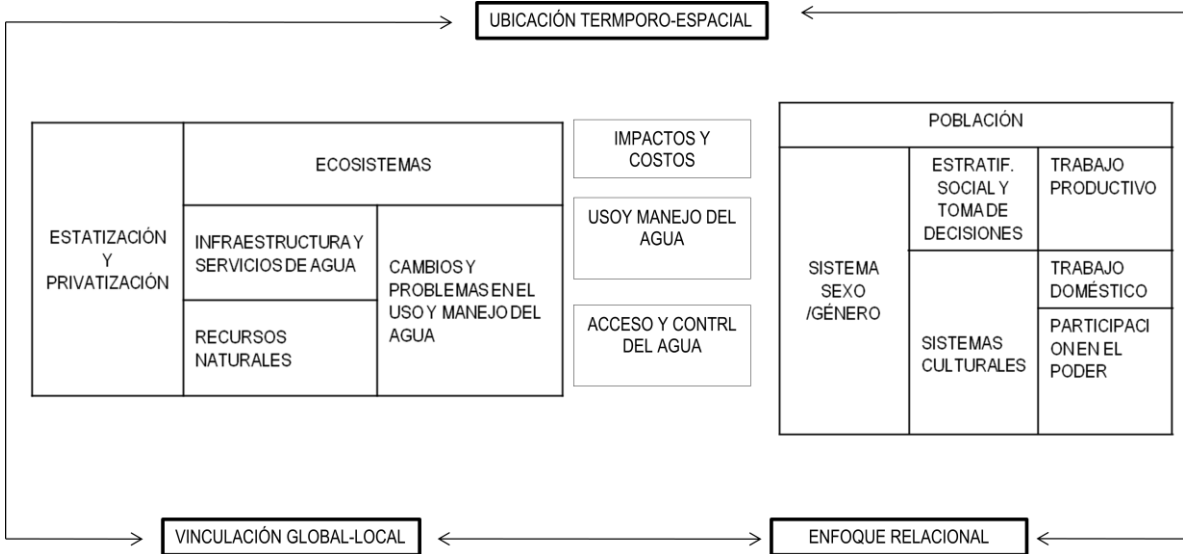 UBICACIÓN TERMPORO-ESPACIAL
ESTATIZACIÓN
Y
PRIVATIZACIÓN
ECOSISTEMAS
INFRAESTRUCTURA Y
SERVICIOS DE AGUA
RECURSOS
NATURALES
CAMBIOS Y
PROBLEMAS EN EL
USO Y MANEJO DEL
AGUA
IMPACTOS Y
COSTOS
USOY MANEJO DEL
AGUA
ACCESO Y CONTRL
DEL AGUA
POBLACIÓN
SISTEMA
SEXO
/GÉNERO
ESTRATIF.
SOCIAL Y
TOMA DE
DECISIONES
SISTEMAS
CULTURALES
TRABAJO
PRODUCTIVO
TRABAJO
DOMÉSTICO
PARTICIPACI
ON EN EL
PODER
VINCULACIÓN GLOBAL-LOCAL
ENFOQUE RELACIONAL